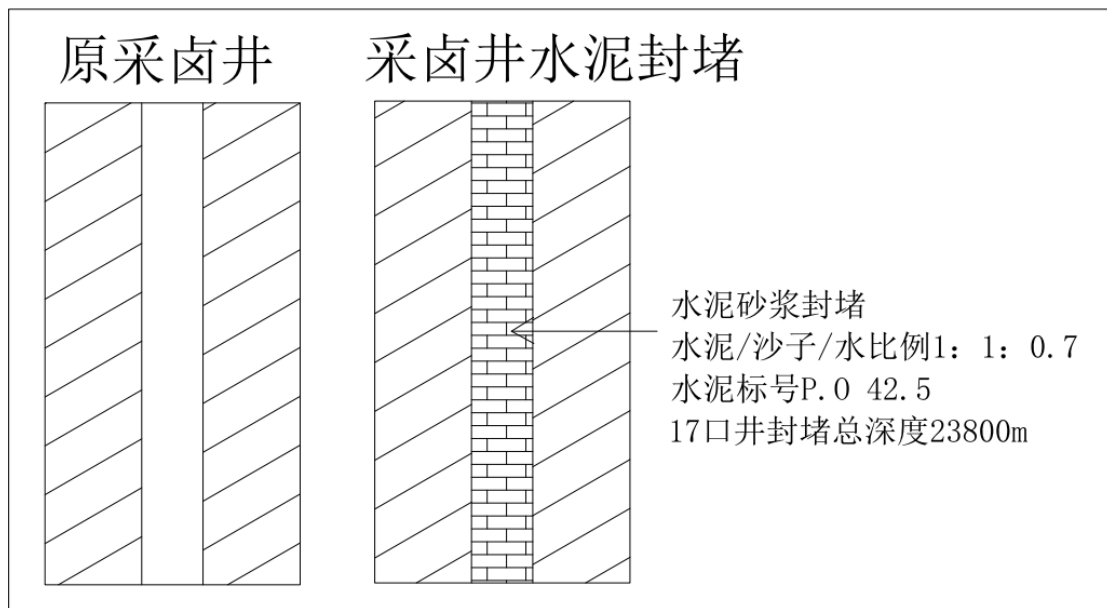 原采卤井
采卤井水泥封堵
水泥砂浆封堵
水泥/沙子/水比例1：1：0.7
水泥标号P.O 42.5
17口井封堵总深度23800m